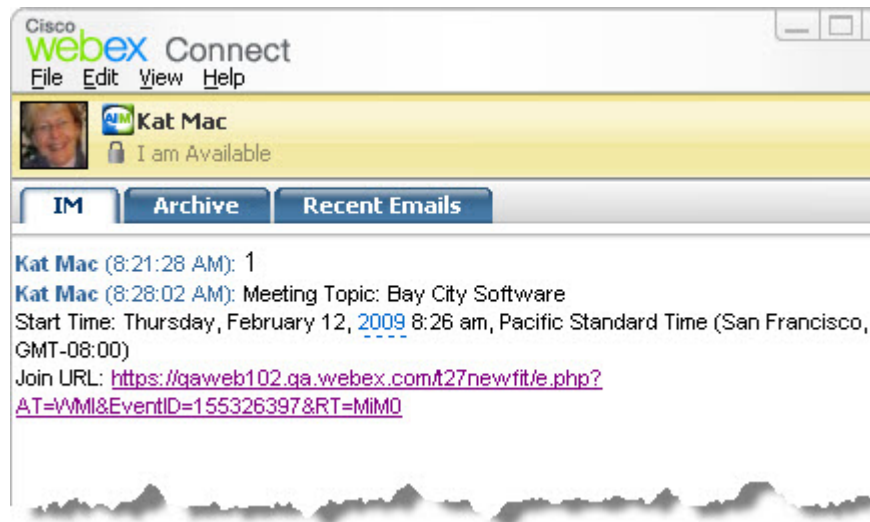 Cisco
webex Connect
File Edit View Help
AIM Kat Mac
I am Available
IM Archive Recent Emails
Kat Mac (8:21:28 AM): 1
Kat Mac (8:28:02 AM): Meeting Topic: Bay City Software
Start Time: Thursday, February 12, 2009 8:26 am, Pacific Standard Time (San Francisco,
GMT-08:00)
Join URL: https://qaweb102.qa.webex.com/t27newfit/e.php?
AT=WMI&EventID=155326397&RT=MiM0